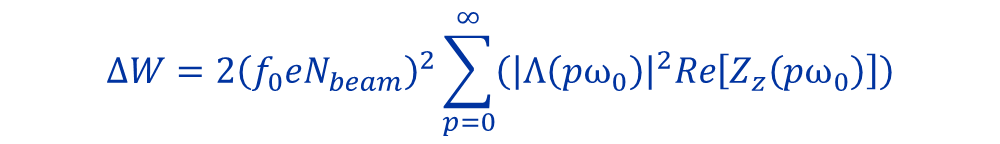 ΔW = 2(f₀eN_beam)² ∑_{p=0}^{∞} (|Λ(pω₀)|² Re[Z_z(pω₀)])